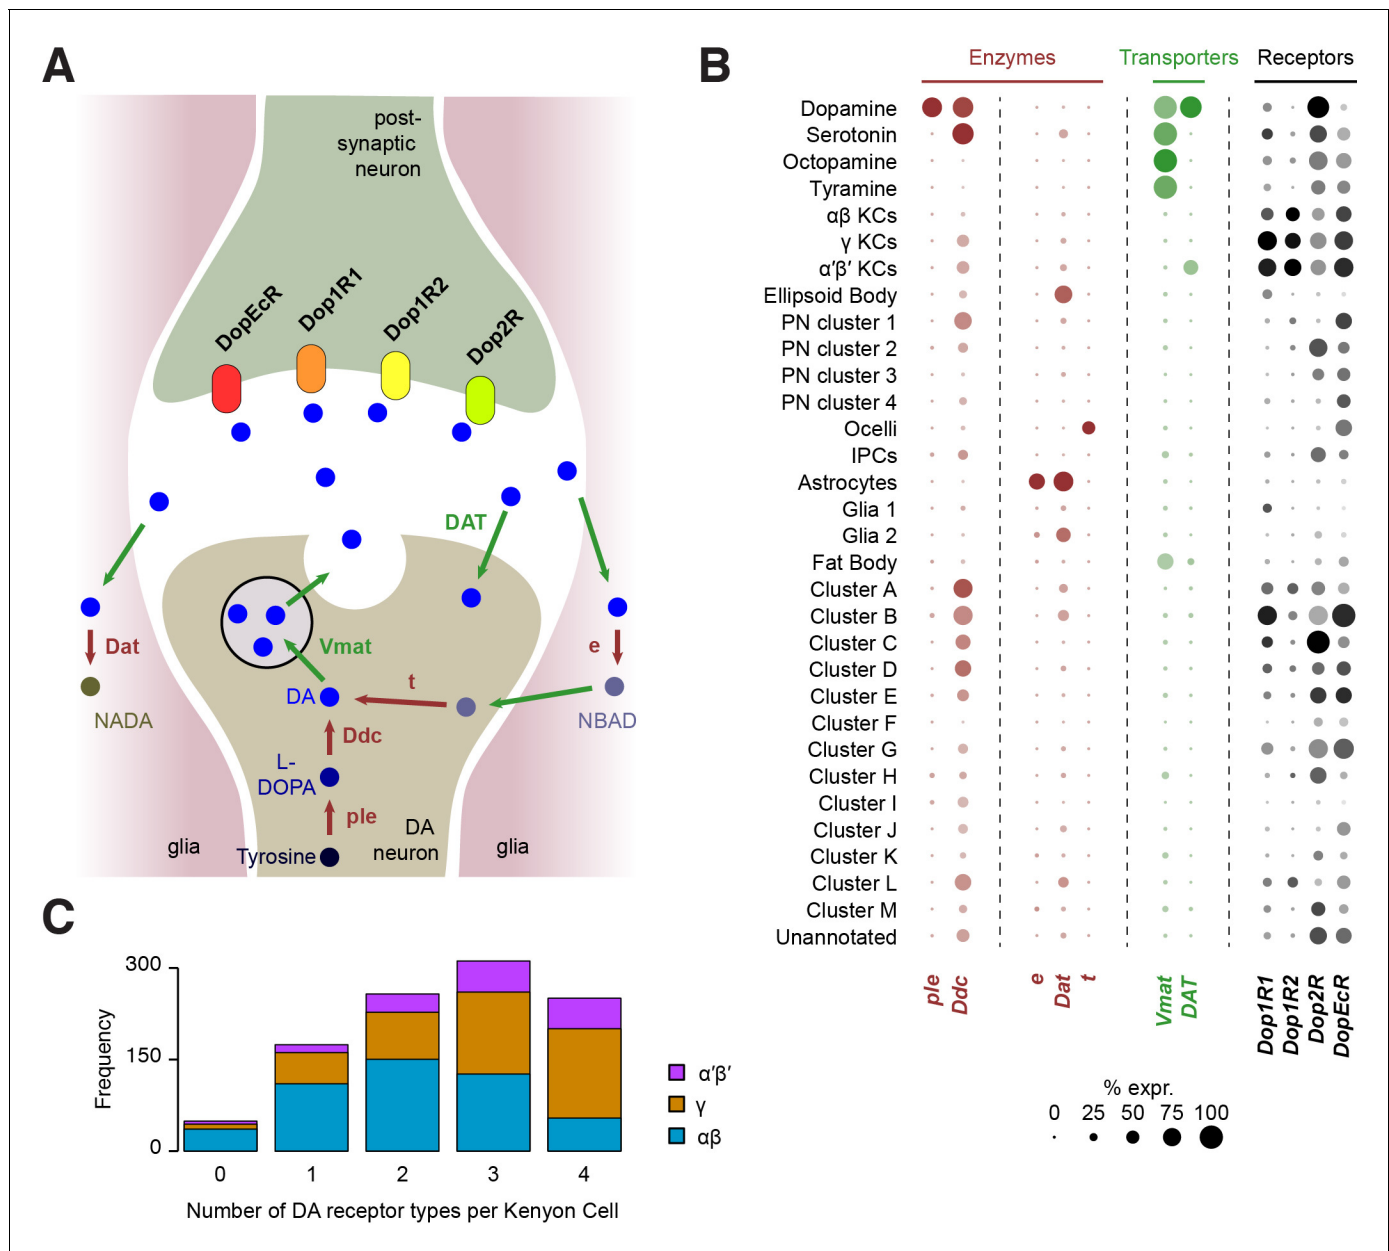 A
post-
synaptic
neuron
DopEcR
Dop1R1
Dop1R2
Dop2R
DAT
Dat
Vmat
e
t
NADA
DA
NBAD
Ddc
L-
DOPA
ple
DA
neuron
glia
Tyrosine
glia
B
Enzymes Transporters Receptors
Dopamine
Serotonin
Octopamine
Tyramine
αβ KCs
γ KCs
α′β′ KCs
Ellipsoid Body
PN cluster 1
PN cluster 2
PN cluster 3
PN cluster 4
Ocelli
IPCs
Astrocytes
Glia 1
Glia 2
Fat Body
Cluster A
Cluster B
Cluster C
Cluster D
Cluster E
Cluster F
Cluster G
Cluster H
Cluster I
Cluster J
Cluster K
Cluster L
Cluster M
Unannotated
ple Ddc e Dat t Vmat DAT Dop1R1 Dop1R2 Dop2R DopEcR
% expr.
0 25 50 75 100
C
300
150
0
Frequency
0 1 2 3 4
Number of DA receptor types per Kenyon Cell
α′β′
γ
αβ